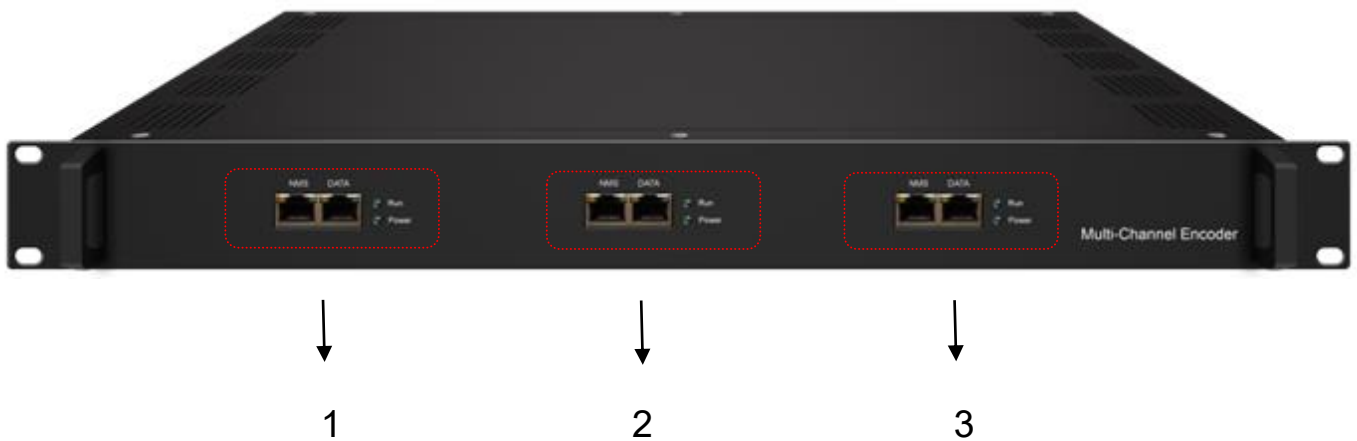 NMS DATA
Run
Power
NMS DATA
Run
Power
NMS DATA
Run
Power
Multi-Channel Encoder
1 2 3